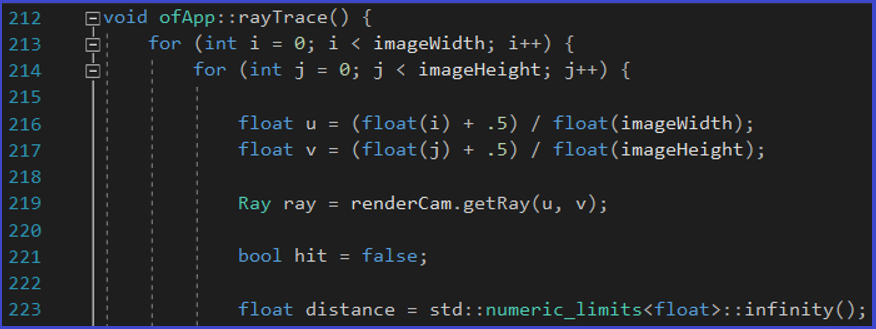 212 void ofApp::rayTrace() {
213 for (int i = 0; i < imageWidth; i++) {
214 for (int j = 0; j < imageHeight; j++) {
215
216 float u = (float(i) + .5) / float(imageWidth);
217 float v = (float(j) + .5) / float(imageHeight);
218
219 Ray ray = renderCam.getRay(u, v);
220
221 bool hit = false;
222
223 float distance = std::numeric_limits<float>::infinity();